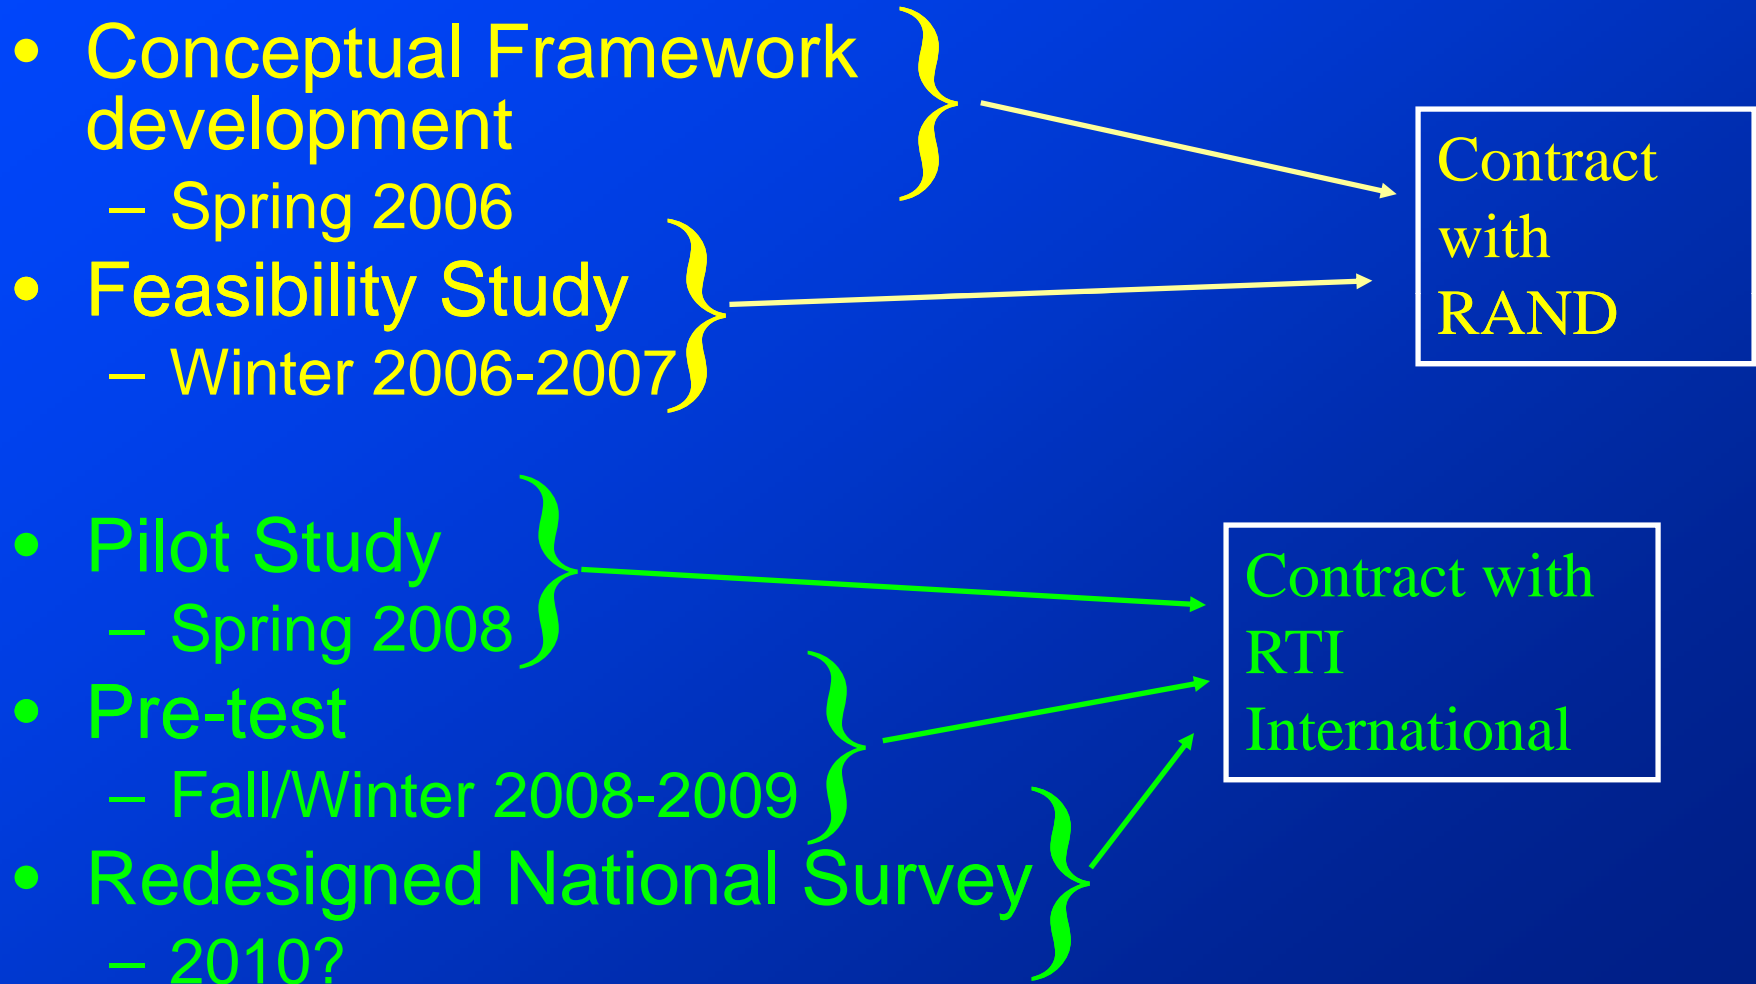 • Conceptual Framework
development
– Spring 2006
• Feasibility Study
– Winter 2006-2007
Contract
with
RAND
• Pilot Study
– Spring 2008
• Pre-test
– Fall/Winter 2008-2009
• Redesigned National Survey
– 2010?
Contract with
RTI
International